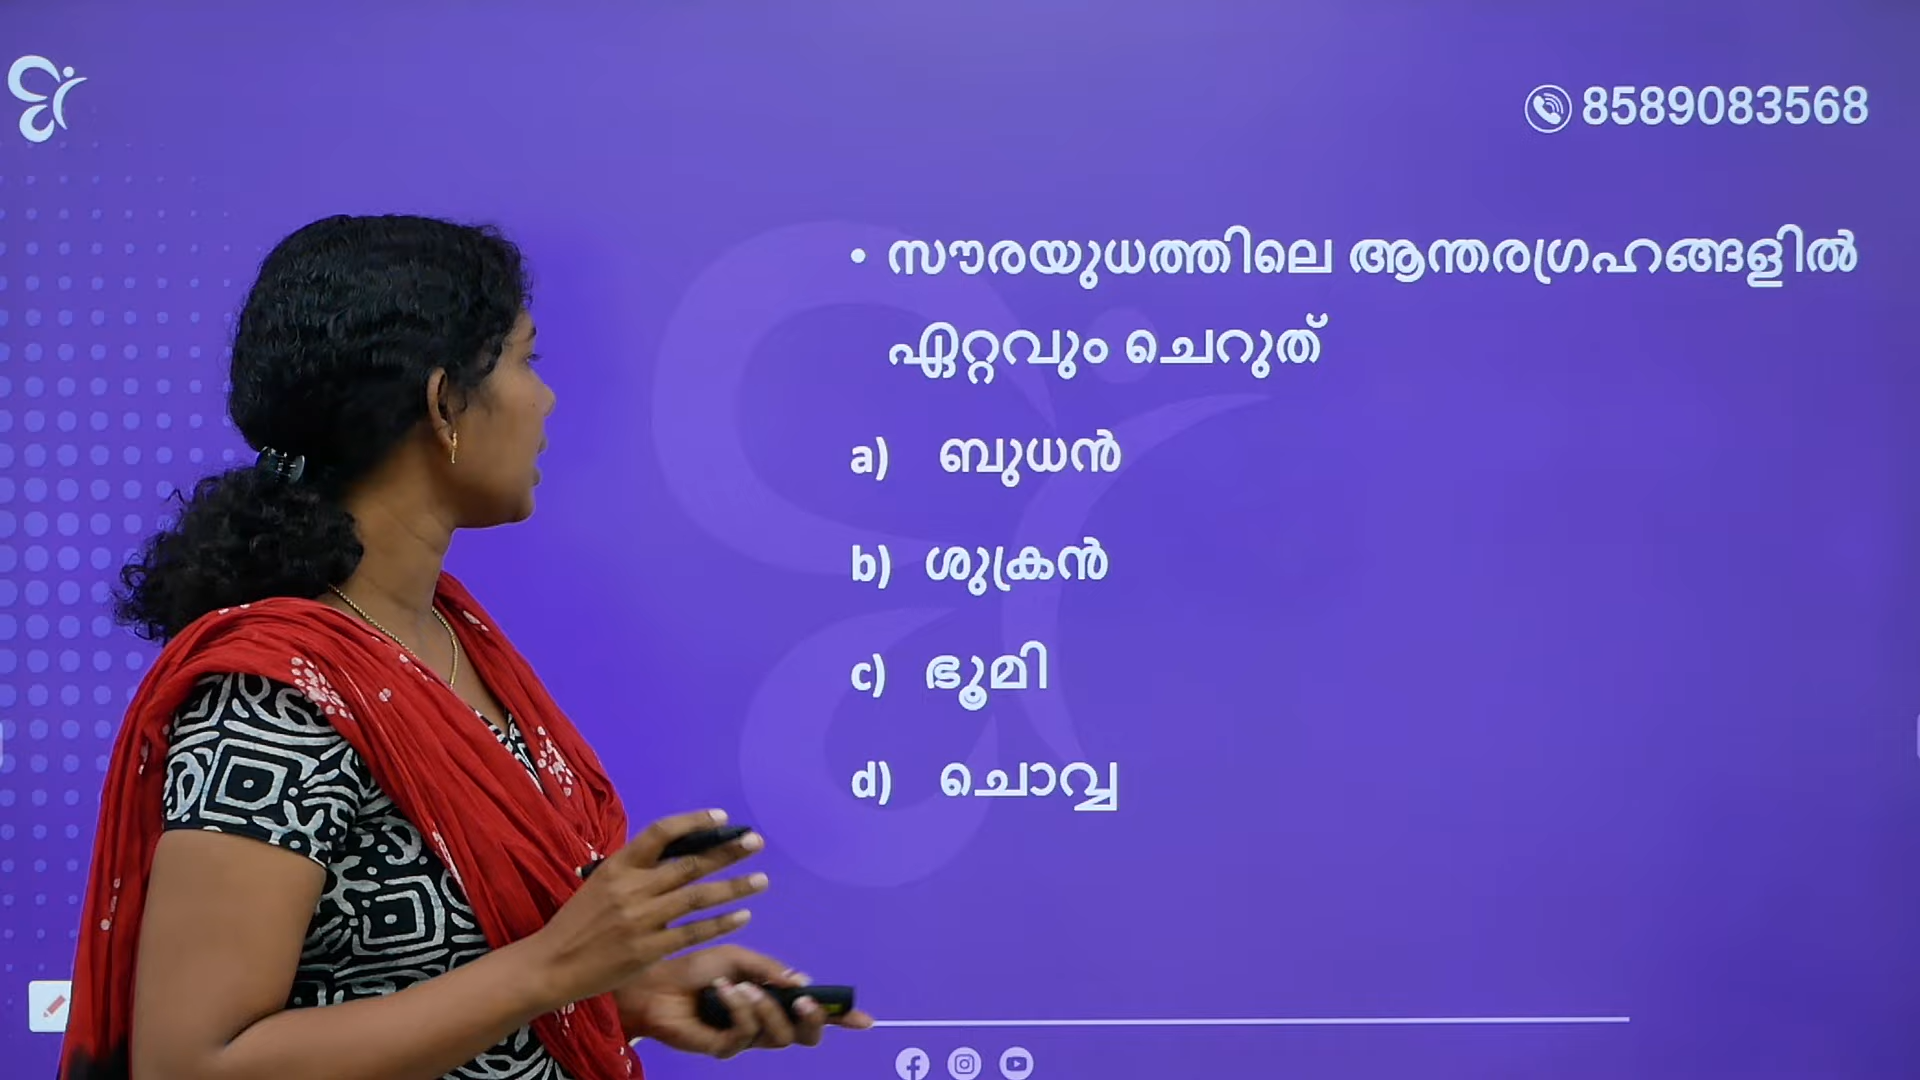 8589083568
• സൗരയുധത്തിലെ ആന്തരഗ്രഹങ്ങളിൽ
ഏറ്റവും ചെറുത്
a) ബുധൻ
b) ശുക്രൻ
c) ഭൂമി
d) ചൊവ്വ